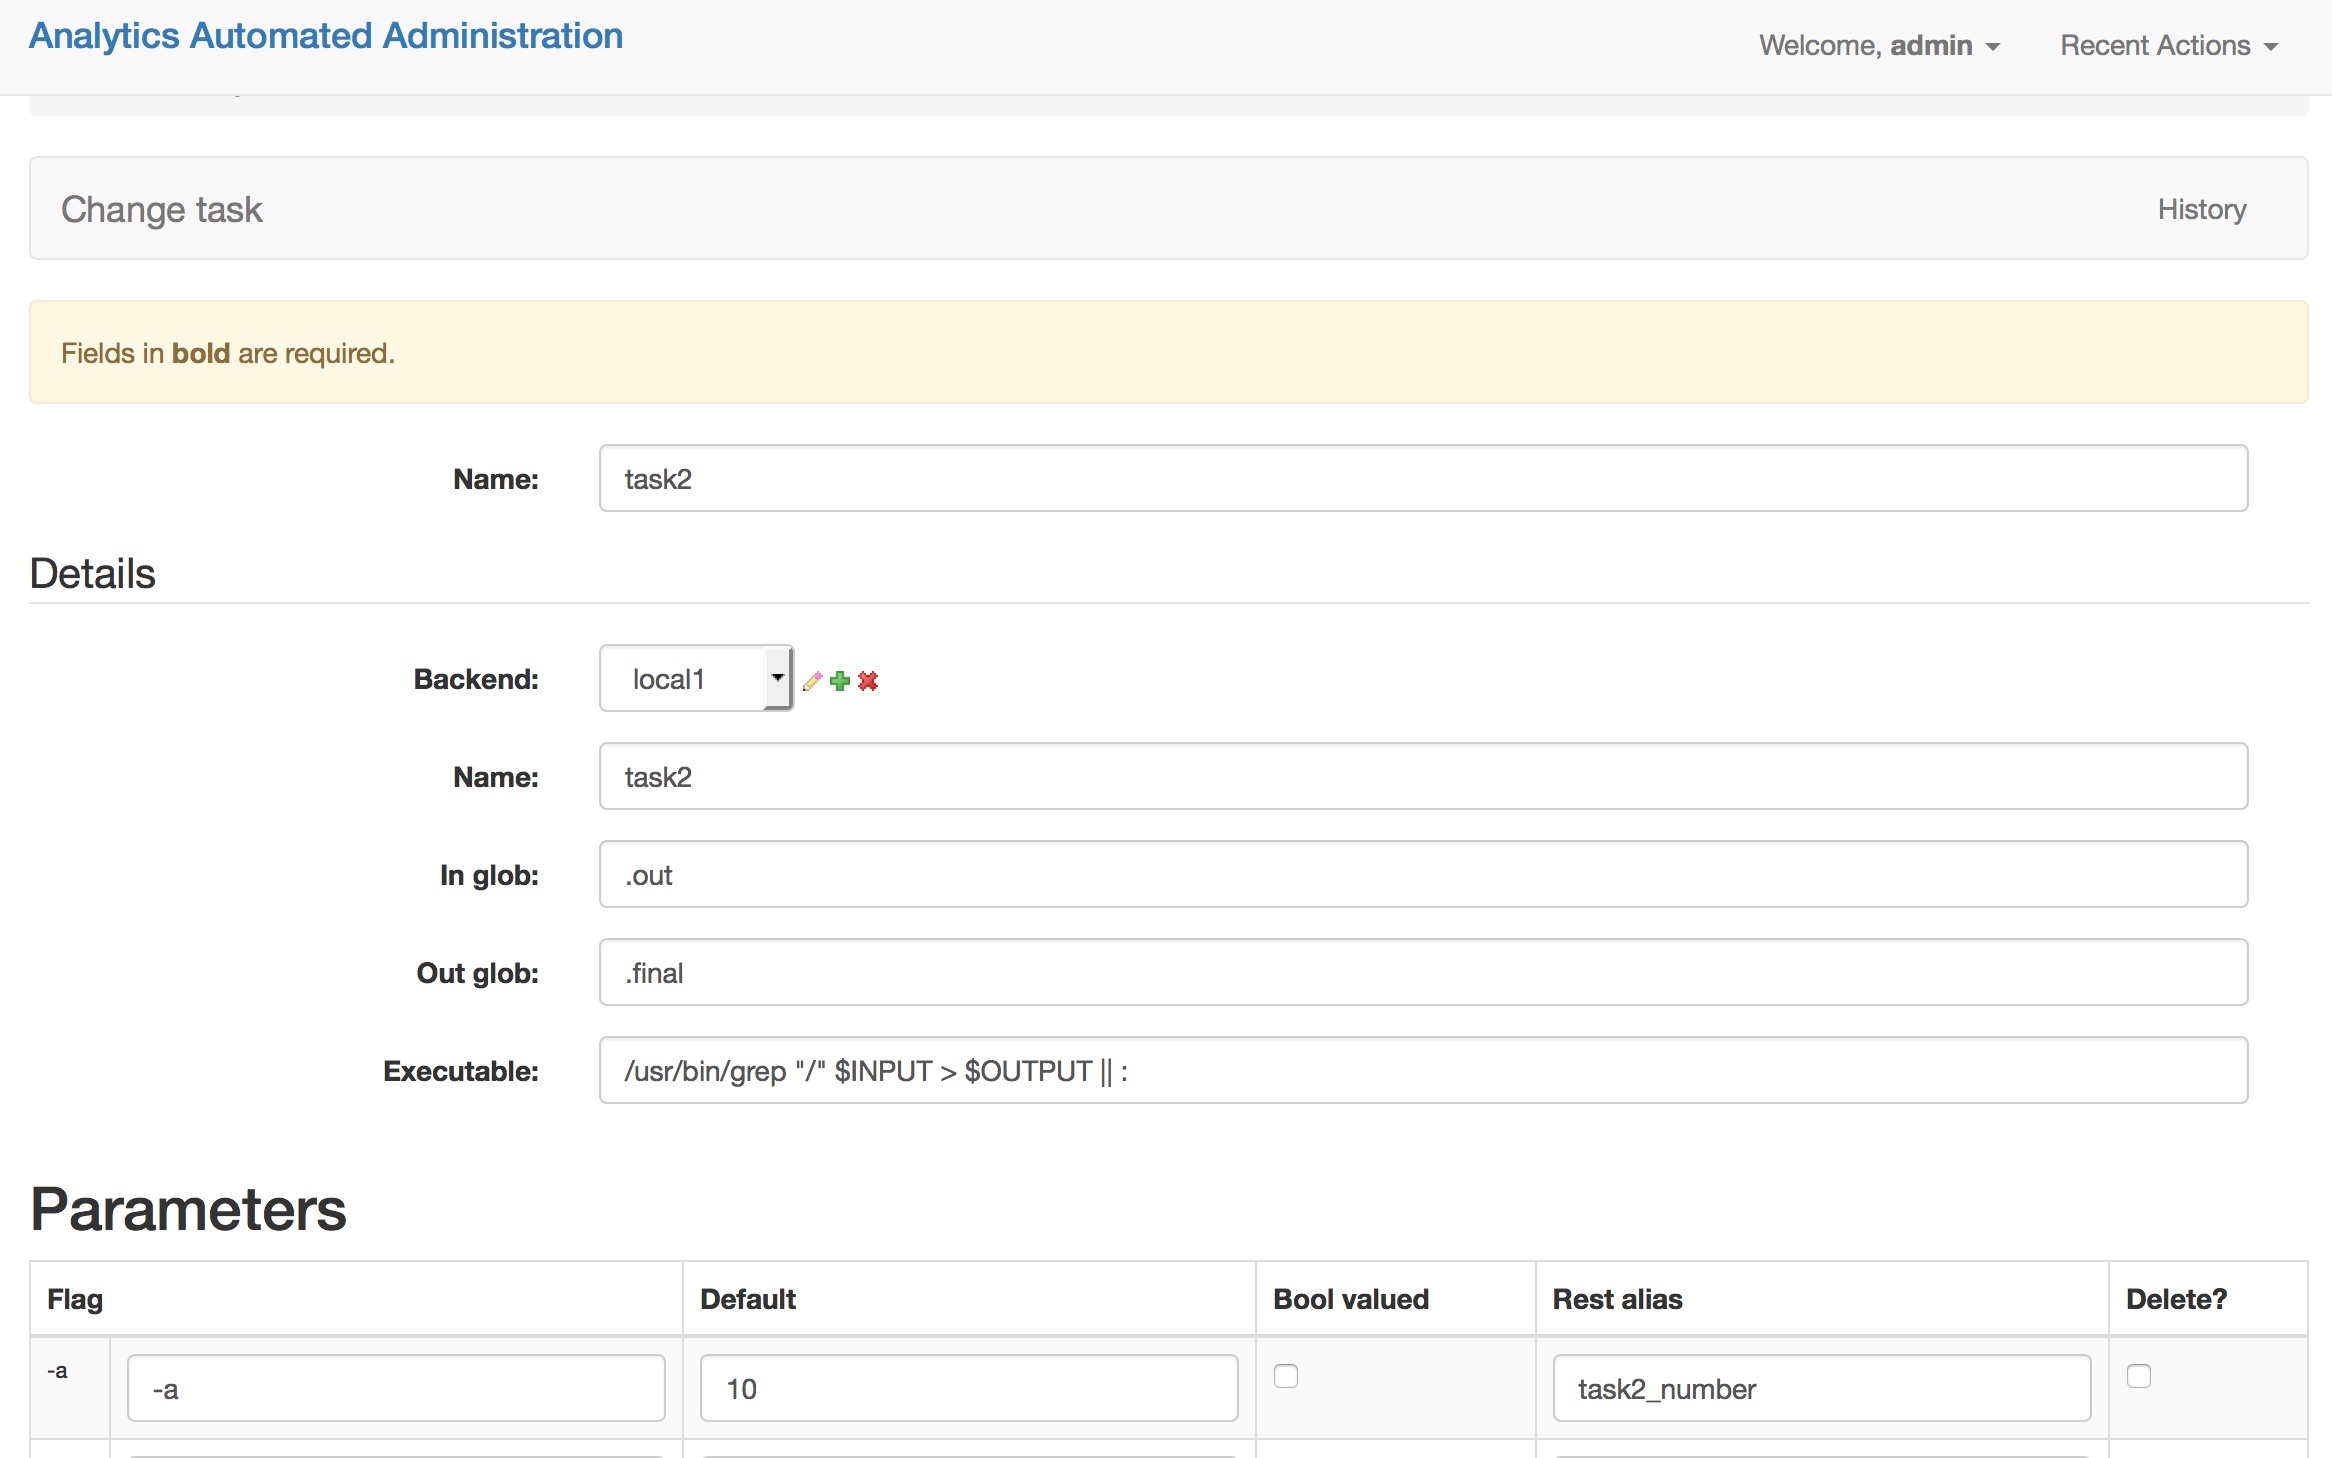 Analytics Automated Administration
Welcome, admin
Recent Actions
Change task
History
Fields in bold are required.
Name: task2
Details
Backend: local1
Name: task2
In glob: .out
Out glob: .final
Executable: /usr/bin/grep "/" $INPUT > $OUTPUT || :
Parameters
Flag Default Bool valued Rest alias Delete?
-a -a 10 task2_number